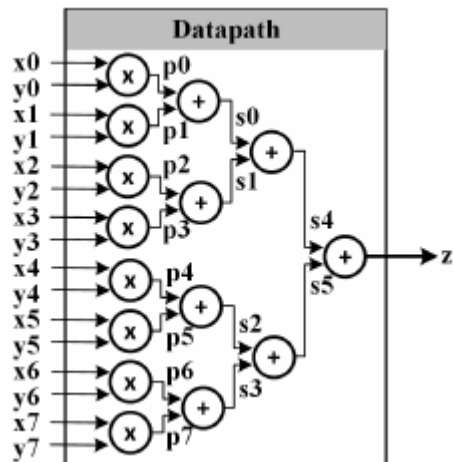 Datapath
x0
y0
x1
y1
x2
y2
x3
y3
x4
y4
x5
y5
x6
y6
x7
y7
x
x
x
x
x
x
x
x
p0
p1
p2
p3
p4
p5
p6
p7
+
+
+
+
s0
s1
s2
s3
+
+
s4
s5
+
z